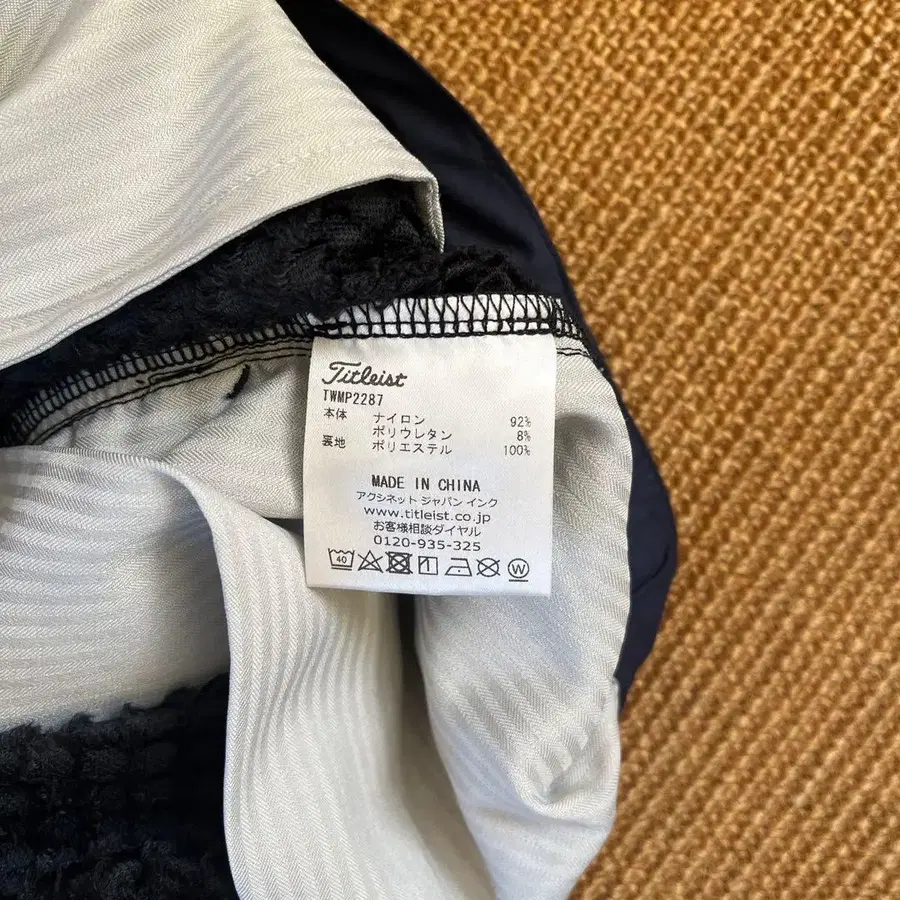 Titleist
TWMP2287
本体 ナイロン 92%
ポリウレタン 8%
裏地 ポリエステル 100%
MADE IN CHINA
アクシネット ジャパン インク
www.titleist.co.jp
お客様相談ダイヤル
0120-935-325
40 W